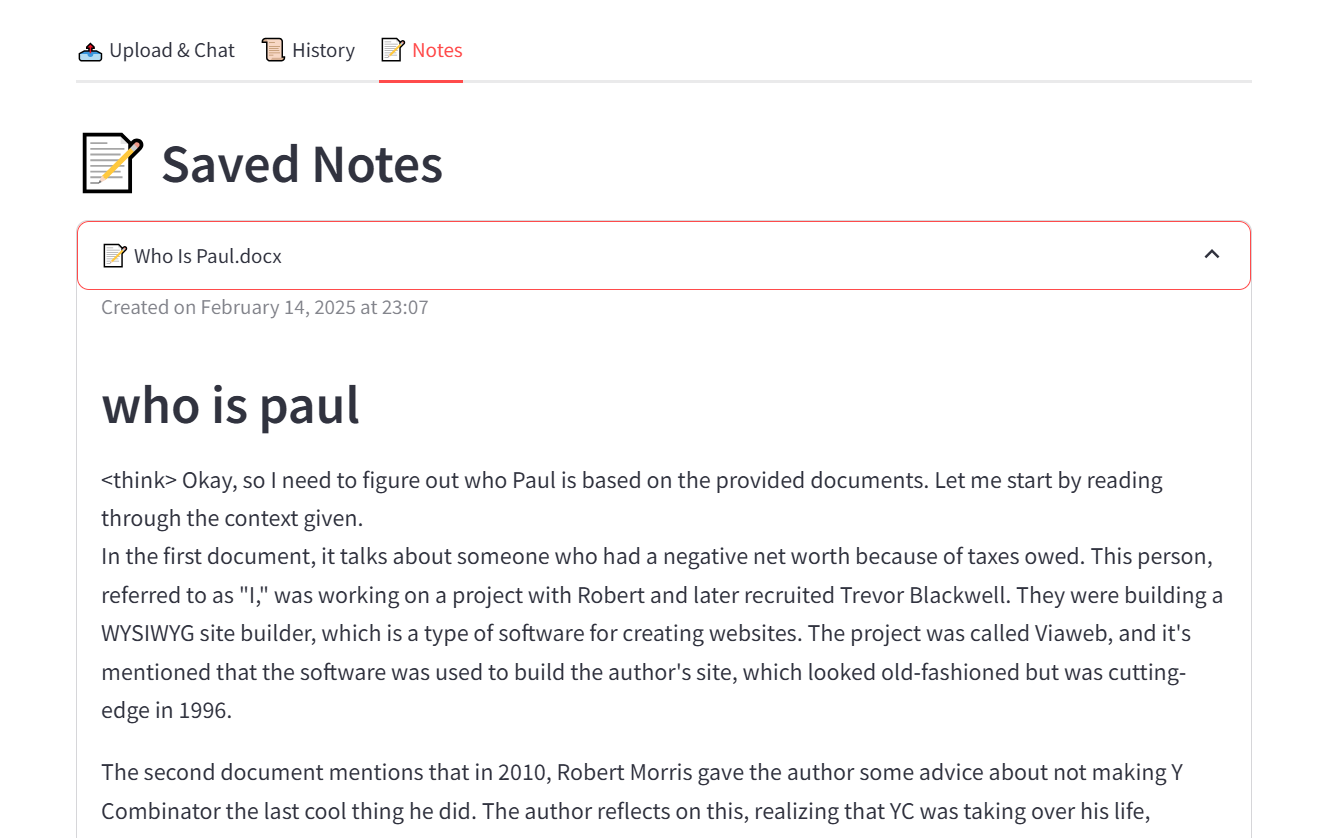 Upload & Chat History Notes
Saved Notes
Who Is Paul.docx
Created on February 14, 2025 at 23:07
who is paul
<think> Okay, so I need to figure out who Paul is based on the provided documents. Let me start by reading
through the context given.
In the first document, it talks about someone who had a negative net worth because of taxes owed. This person,
referred to as "I," was working on a project with Robert and later recruited Trevor Blackwell. They were building a
WYSIWYG site builder, which is a type of software for creating websites. The project was called Viaweb, and it's
mentioned that the software was used to build the author's site, which looked old-fashioned but was cutting-
edge in 1996.
The second document mentions that in 2010, Robert Morris gave the author some advice about not making Y
Combinator the last cool thing he did. The author reflects on this, realizing that YC was taking over his life,